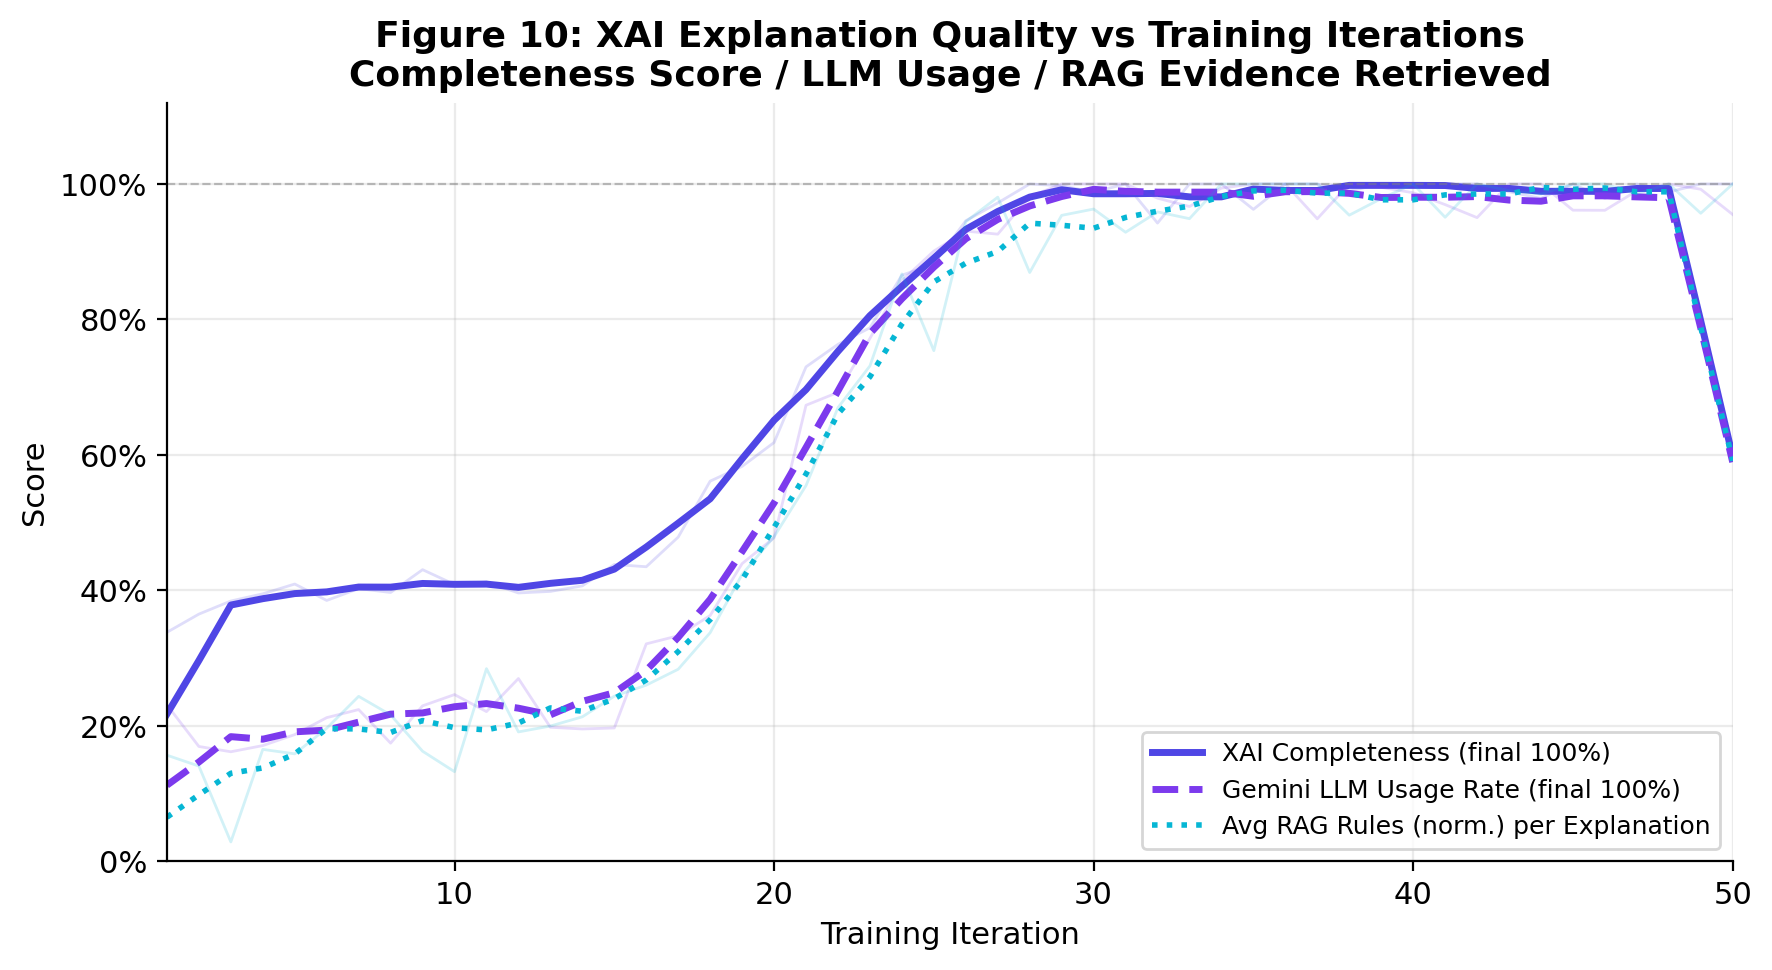 Figure 10: XAI Explanation Quality vs Training Iterations
Completeness Score / LLM Usage / RAG Evidence Retrieved
100%
80%
60%
40%
20%
0%
Score
10
20
30
40
50
Training Iteration
XAI Completeness (final 100%)
Gemini LLM Usage Rate (final 100%)
Avg RAG Rules (norm.) per Explanation